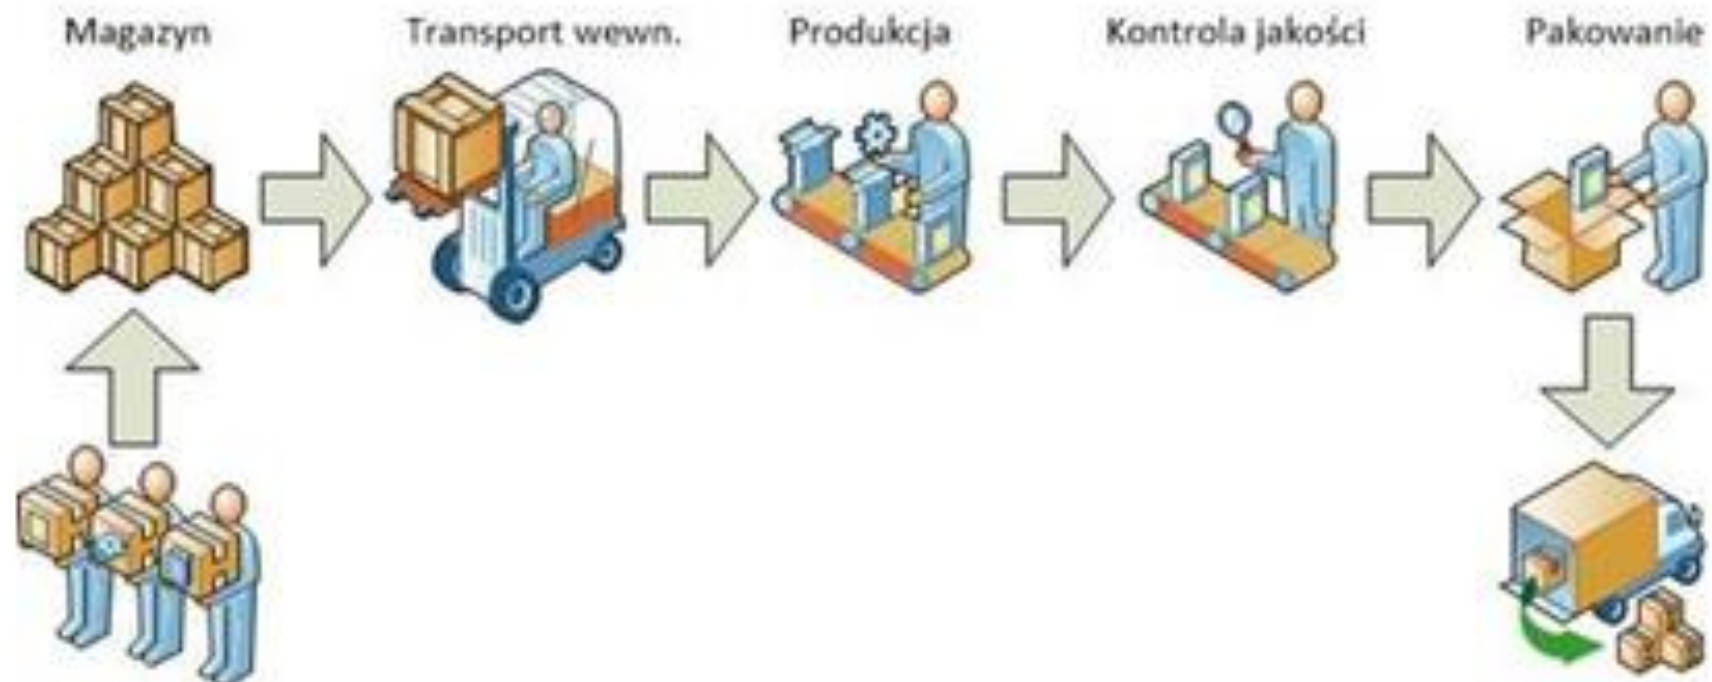 Magazyn
Transport wewn.
Produkcja
Kontrola jakości
Pakowanie